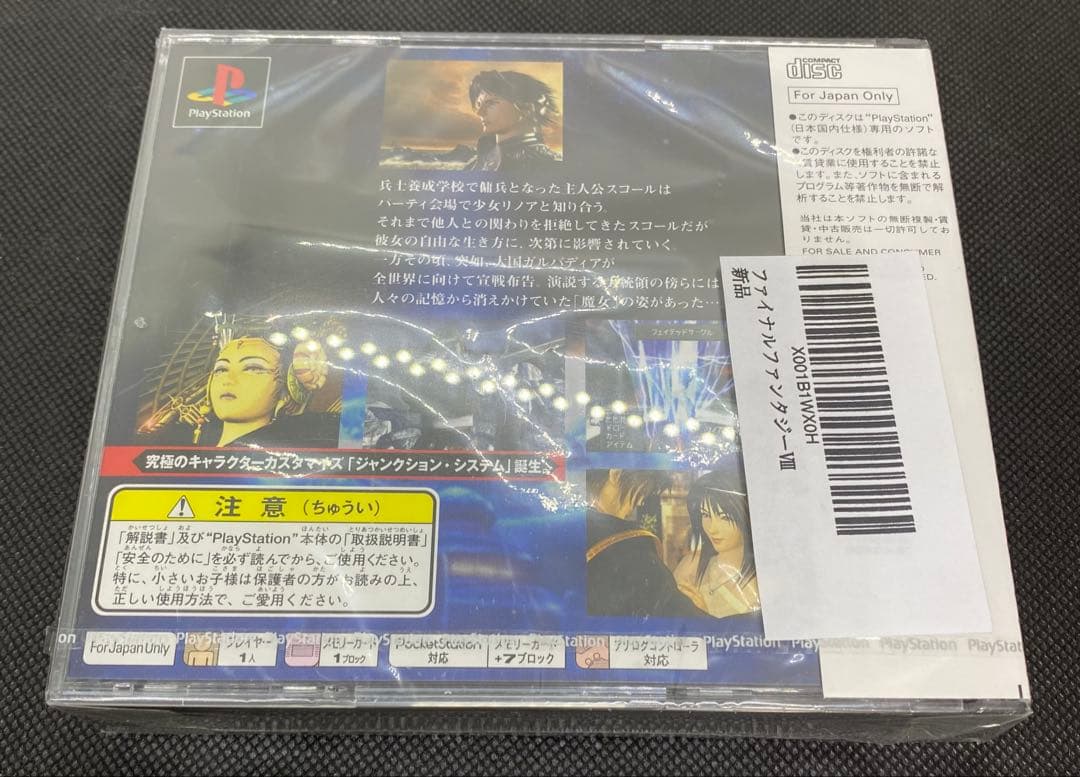 PlayStation
兵士養成学校で傭兵となった主人公スコールは
パーティ会場で少女リノアと知り合う。
それまで他人との関わりを拒絶してきたスコールだが
彼女の自由な生き方に、次第に影響されていく。
一方その頃、突如、大国ガルバディアが
全世界に向けて宣戦布告。演説する大統領の傍らには
人々の記憶から消えかけていた「魔女」の姿があった…
フェイテッドサークル
カード
アイテム
究極のキャラクターカスタマイズ「ジャンクション・システム」誕生
注意(ちゅうい)
「解説書」及び“PlayStation”本体の「取扱説明書」
「安全のために」を必ず読んでから、ご使用ください。
特に、小さいお子様は保護者の方がお読みの上、
正しい使用方法で、ご愛用ください。
For Japan Only
プレイヤー
1人
メモリーカード
1ブロック
PocketStation
対応
メモリーカード
+7ブロック
アナログコントローラ
対応
PlayStation PlayStation PlayStation PlayStation
COMPACT
disc
For Japan Only
●このディスクは“PlayStation”
(日本国内仕様)専用のソフト
です。
●このディスクを権利者の許諾な
く賃貸業に使用することを禁止
します。また、ソフトに含まれる
プログラム等著作物を無断で解
析することを禁止します。
当社は本ソフトの無断複製・賃
貸・中古販売は一切許可してお
りません。
FOR SALE AND CONSUMER
X001B1WX0H
ファイナルファンタジーVIII
新品